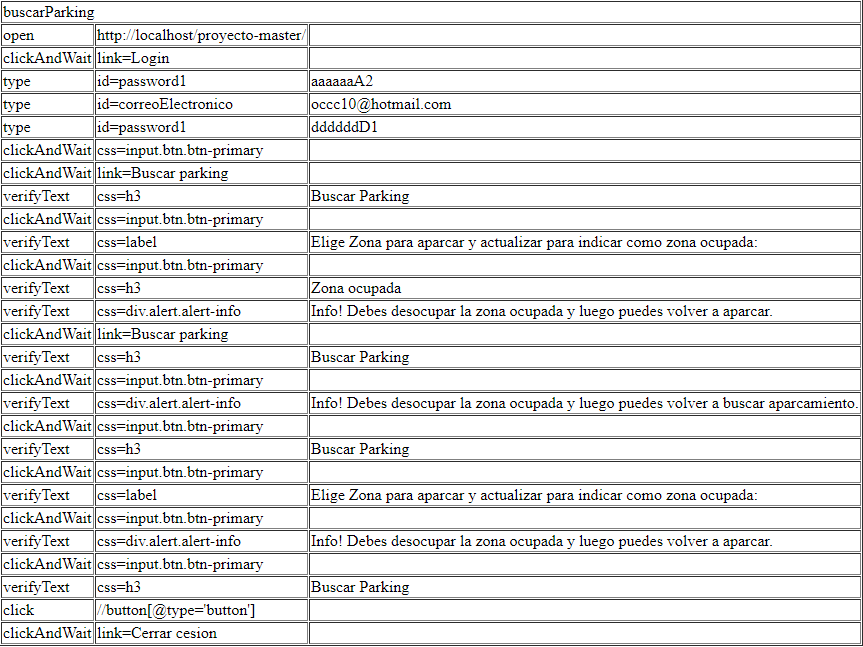 buscarParking
open http://localhost/proyecto-master/
clickAndWait link=Login
type id=password1 aaaaaaA2
type id=correoElectronico occc10@hotmail.com
type id=password1 ddddddD1
clickAndWait css=input.btn.btn-primary
clickAndWait link=Buscar parking
verifyText css=h3 Buscar Parking
clickAndWait css=input.btn.btn-primary
verifyText css=label Elige Zona para aparcar y actualizar para indicar como zona ocupada:
clickAndWait css=input.btn.btn-primary
verifyText css=h3 Zona ocupada
verifyText css=div.alert.alert-info Info! Debes desocupar la zona ocupada y luego puedes volver a aparcar.
clickAndWait link=Buscar parking
verifyText css=h3 Buscar Parking
clickAndWait css=input.btn.btn-primary
verifyText css=div.alert.alert-info Info! Debes desocupar la zona ocupada y luego puedes volver a buscar aparcamiento.
clickAndWait css=input.btn.btn-primary
verifyText css=h3 Buscar Parking
clickAndWait css=input.btn.btn-primary
verifyText css=label Elige Zona para aparcar y actualizar para indicar como zona ocupada:
clickAndWait css=input.btn.btn-primary
verifyText css=div.alert.alert-info Info! Debes desocupar la zona ocupada y luego puedes volver a aparcar.
clickAndWait css=input.btn.btn-primary
verifyText css=h3 Buscar Parking
click //button[@type='button']
clickAndWait link=Cerrar cesion